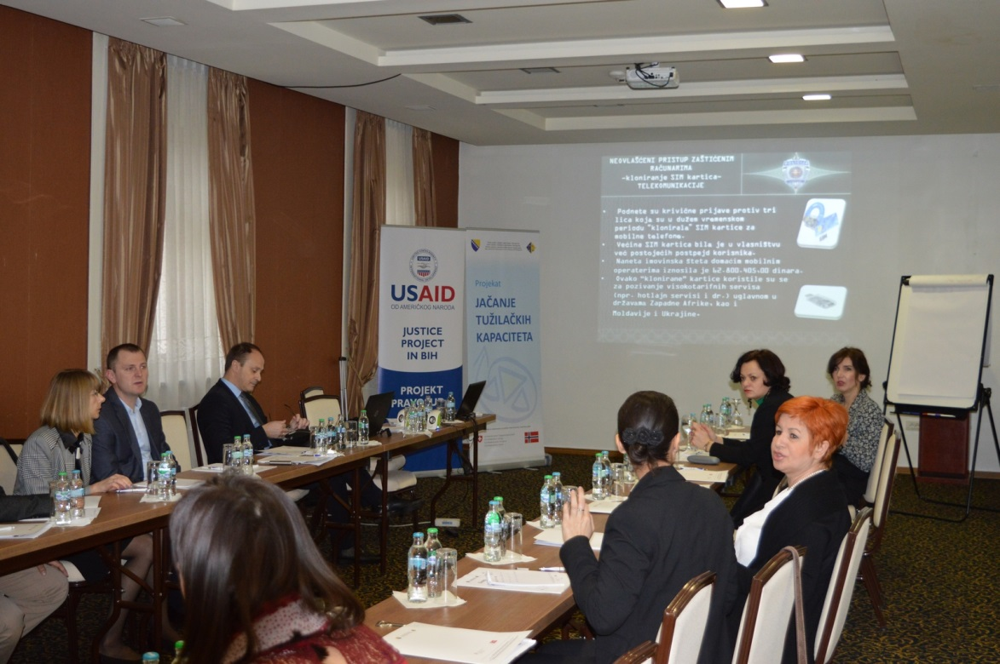 NEOVLAŠĆENI PRISTUP ZAŠTIĆENIM
RAČUNARIMA
-kloniranje SIM kartica-
TELEKOMUNIKACIJE
• Podnete su krivične prijave protiv tri
lica koja su u dužem vremenskom
periodu "klonirala" SIM kartice za
mobilne telefone.
• Većina SIM kartica bila je u vlasništvu
već postojećih postpejd korisnika.
• Naneta imovinska šteta domaćim mobilnim
operaterima iznosila je 62.800.405,00 dinara.
• Ovako "klonirane" kartice koristile su se
za pozivanje visokotarifnih servisa
(npr. hotlajn servisi i dr.) uglavnom u
državama Zapadne Afrike, kao i
Moldavije i Ukrajine.
USAID
USAID
OD AMERIČKOG NARODA
JUSTICE
PROJECT
IN BIH
PROJEKT
Projekat
JAČANJE
TUŽILAČKIH
KAPACITETA